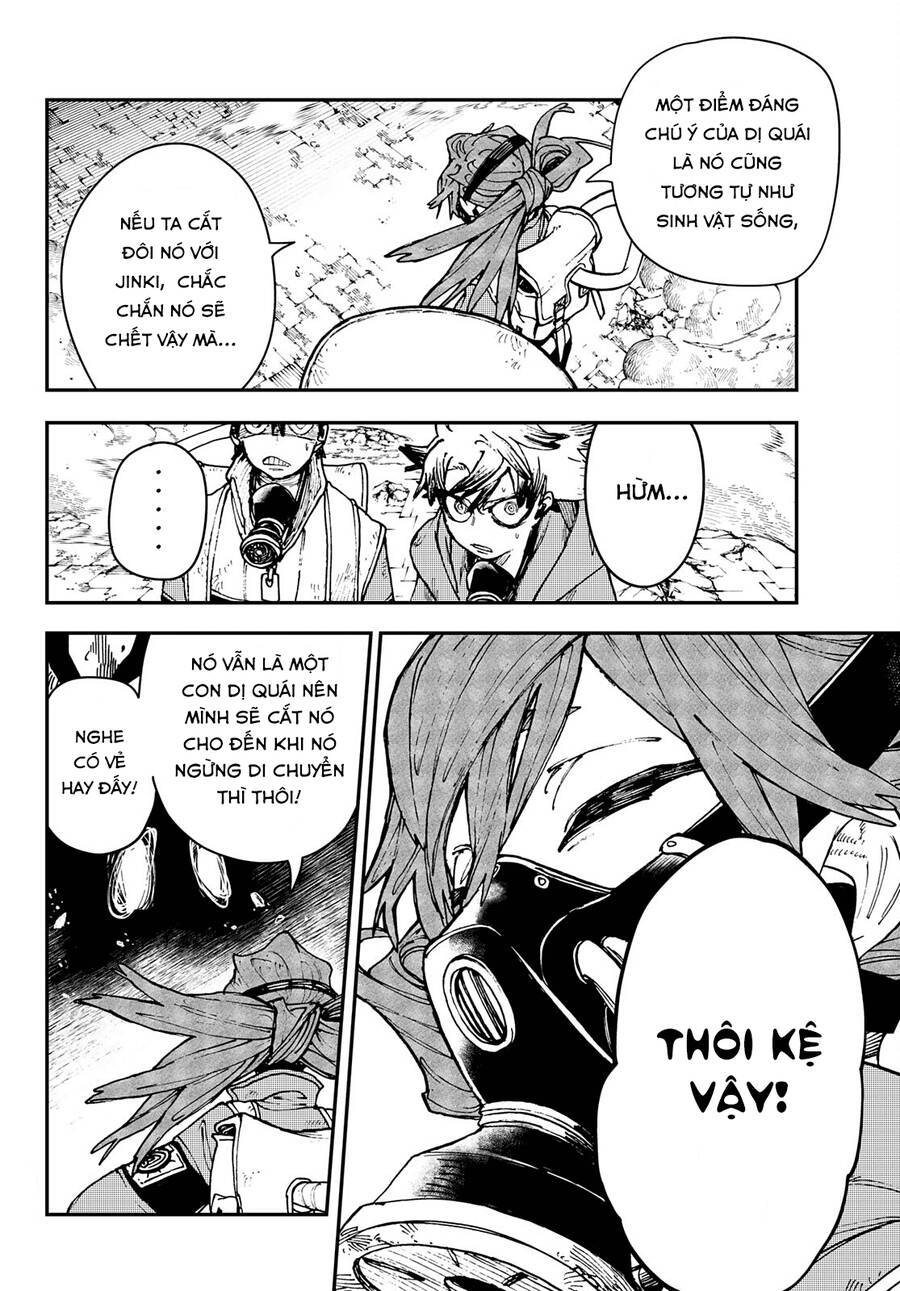 MỘT ĐIỂM ĐÁNG
CHÚ Ý CỦA DỊ QUÁI
LÀ NÓ CŨNG
TƯƠNG TỰ NHƯ
SINH VẬT SỐNG,
NẾU TA CẮT
ĐÔI NÓ VỚI
JINKI, CHẮC
CHẮN NÓ SẼ
CHẾT VẬY MÀ...
HỪM...
.....
THÔI KỆ
VẬY!
NÓ VẪN LÀ MỘT
CON DỊ QUÁI NÊN
MÌNH SẼ CẮT NÓ
CHO ĐẾN KHI NÓ
NGỪNG DI CHUYỂN
THÌ THÔI!
NGHE
CÓ VẺ
HAY ĐẤY!